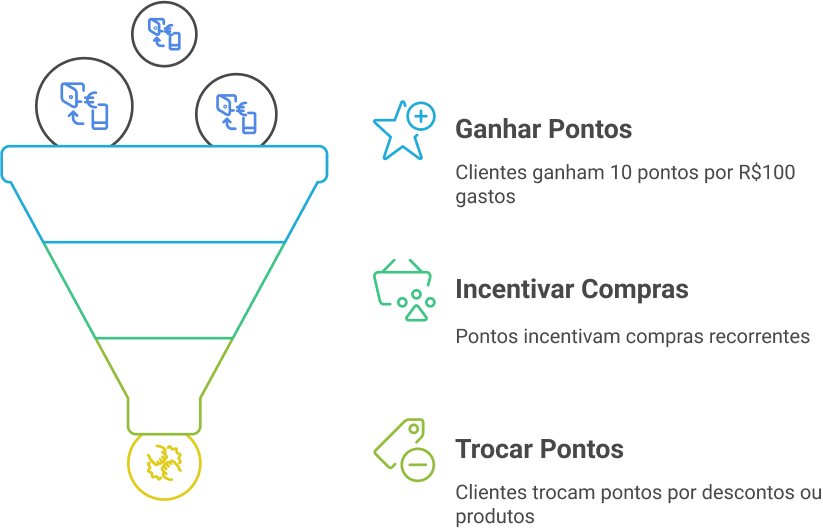 Ganhar Pontos
Clientes ganham 10 pontos por R$100
gastos
Incentivar Compras
Pontos incentivam compras recorrentes
Trocar Pontos
Clientes trocam pontos por descontos ou
produtos